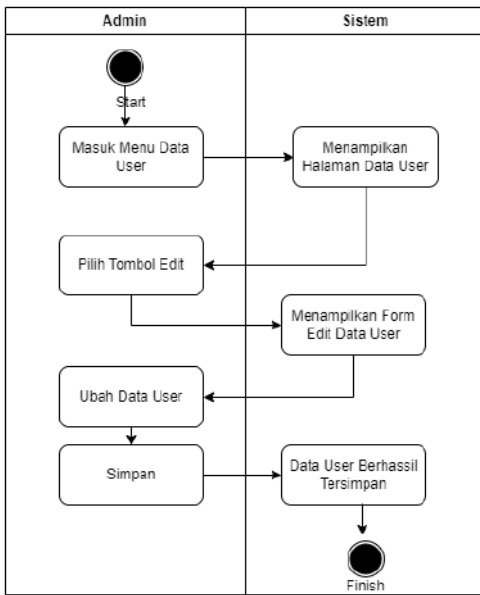 Admin
Sistem
Start
Masuk Menu Data
User
Menampilkan
Halaman Data User
Pilih Tombol Edit
Menampilkan Form
Edit Data User
Ubah Data User
Simpan
Data User Berhassil
Tersimpan
Finish